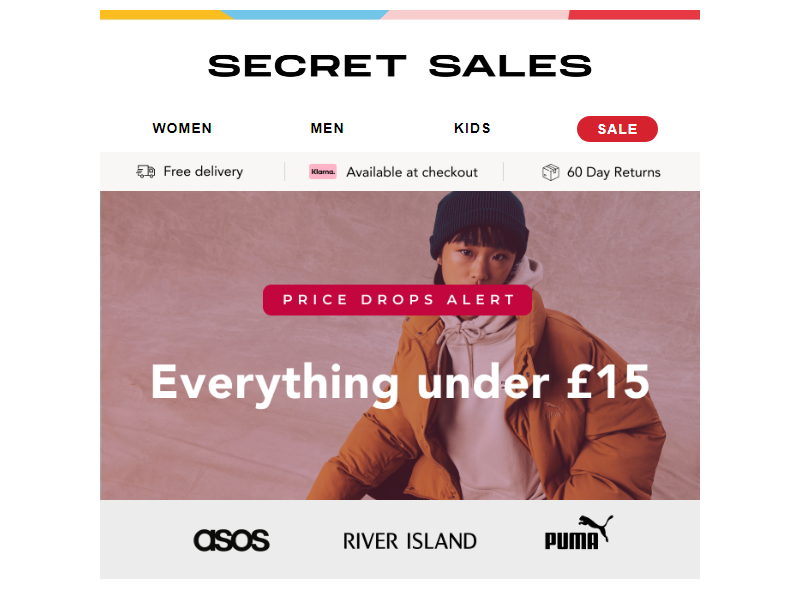 SECRET SALES
WOMEN MEN KIDS SALE
Free delivery Klarna. Available at checkout 60 Day Returns
PRICE DROPS ALERT
Everything under £15
asos RIVER ISLAND PUMA